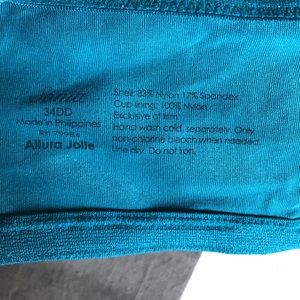 34DD
Made in Philippines
Allura Jolie
Shell: 83% Nylon 17% Spandex
Cup lining: 100% Nylon
Exclusive of trim
Hand wash cold, separately. Only
non-chlorine bleach when needed.
Line dry. Do not iron.